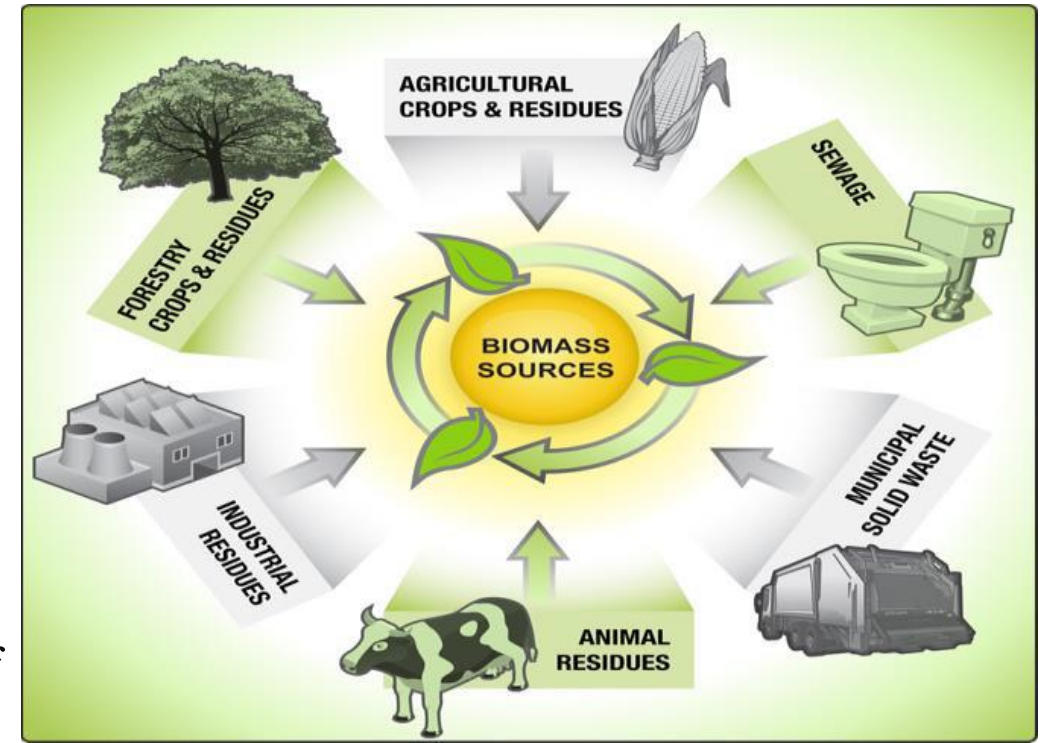 AGRICULTURAL
CROPS & RESIDUES
SEWAGE
FORESTRY
CROPS & RESIDUES
BIOMASS
SOURCES
MUNICIPAL
SOLID WASTE
INDUSTRIAL
RESIDUES
ANIMAL
RESIDUES